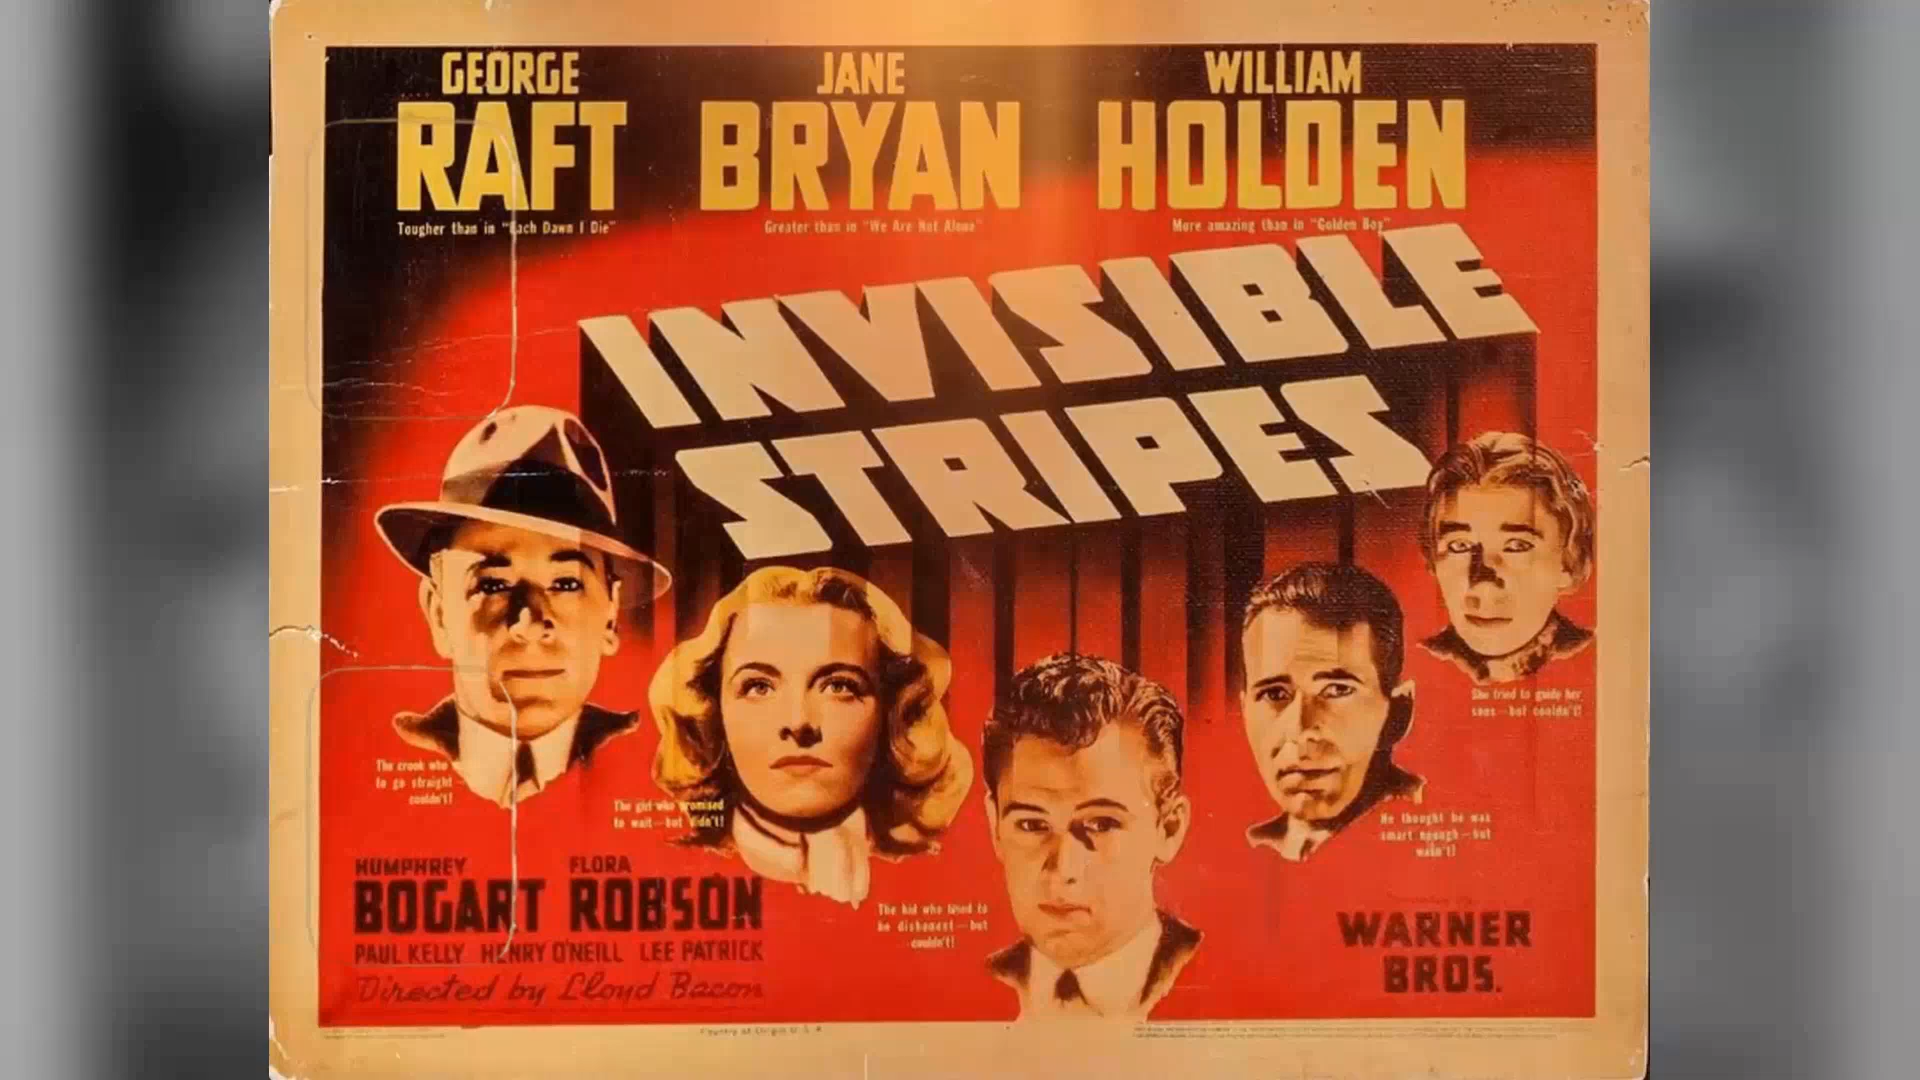 GEORGE
RAFT
Tougher than in "Each Dawn I Die"
JANE
BRYAN
Greater than in "We Are Not Alone"
WILLIAM
HOLDEN
More amazing than in "Golden Boy"
INVISIBLE
STRIPES
She tried to guide her
sons—but couldn't!
The crook who
to go straight
couldn't!
The girl who promised
to wait—but didn't!
He thought he was
smart enough—but
wasn't!
The kid who tried to
be dishonest—but
couldn't!
HUMPHREY
BOGART
FLORA
ROBSON
PAUL KELLY HENRY O'NEILL LEE PATRICK
Directed by Lloyd Bacon
WARNER
BROS.
Country of Origin U.S.A.